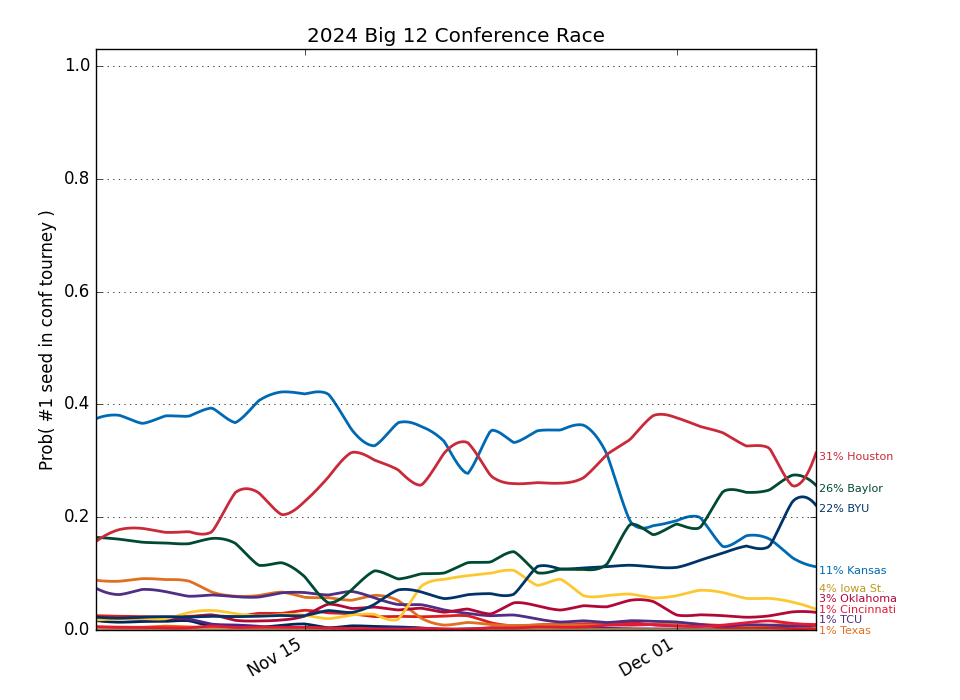 2024 Big 12 Conference Race
Prob( #1 seed in conf tourney )
1.0
0.8
0.6
0.4
0.2
0.0
Nov 15
Dec 01
31% Houston
26% Baylor
22% BYU
11% Kansas
4% Iowa St.
3% Oklahoma
1% Cincinnati
1% TCU
1% Texas